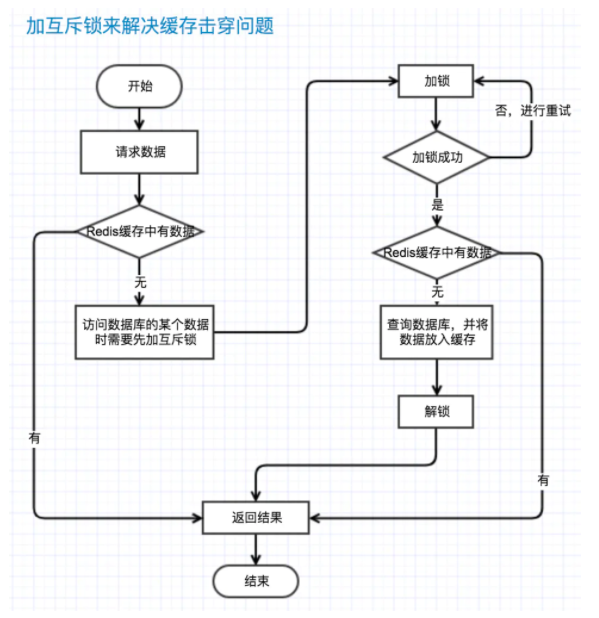 加互斥锁来解决缓存击穿问题
开始
请求数据
Redis缓存中有数据
无
访问数据库的某个数据
时需要先加互斥锁
有
加锁
否，进行重试
加锁成功
是
Redis缓存中有数据
无
查询数据库，并将
数据放入缓存
解锁
有
返回结果
结束